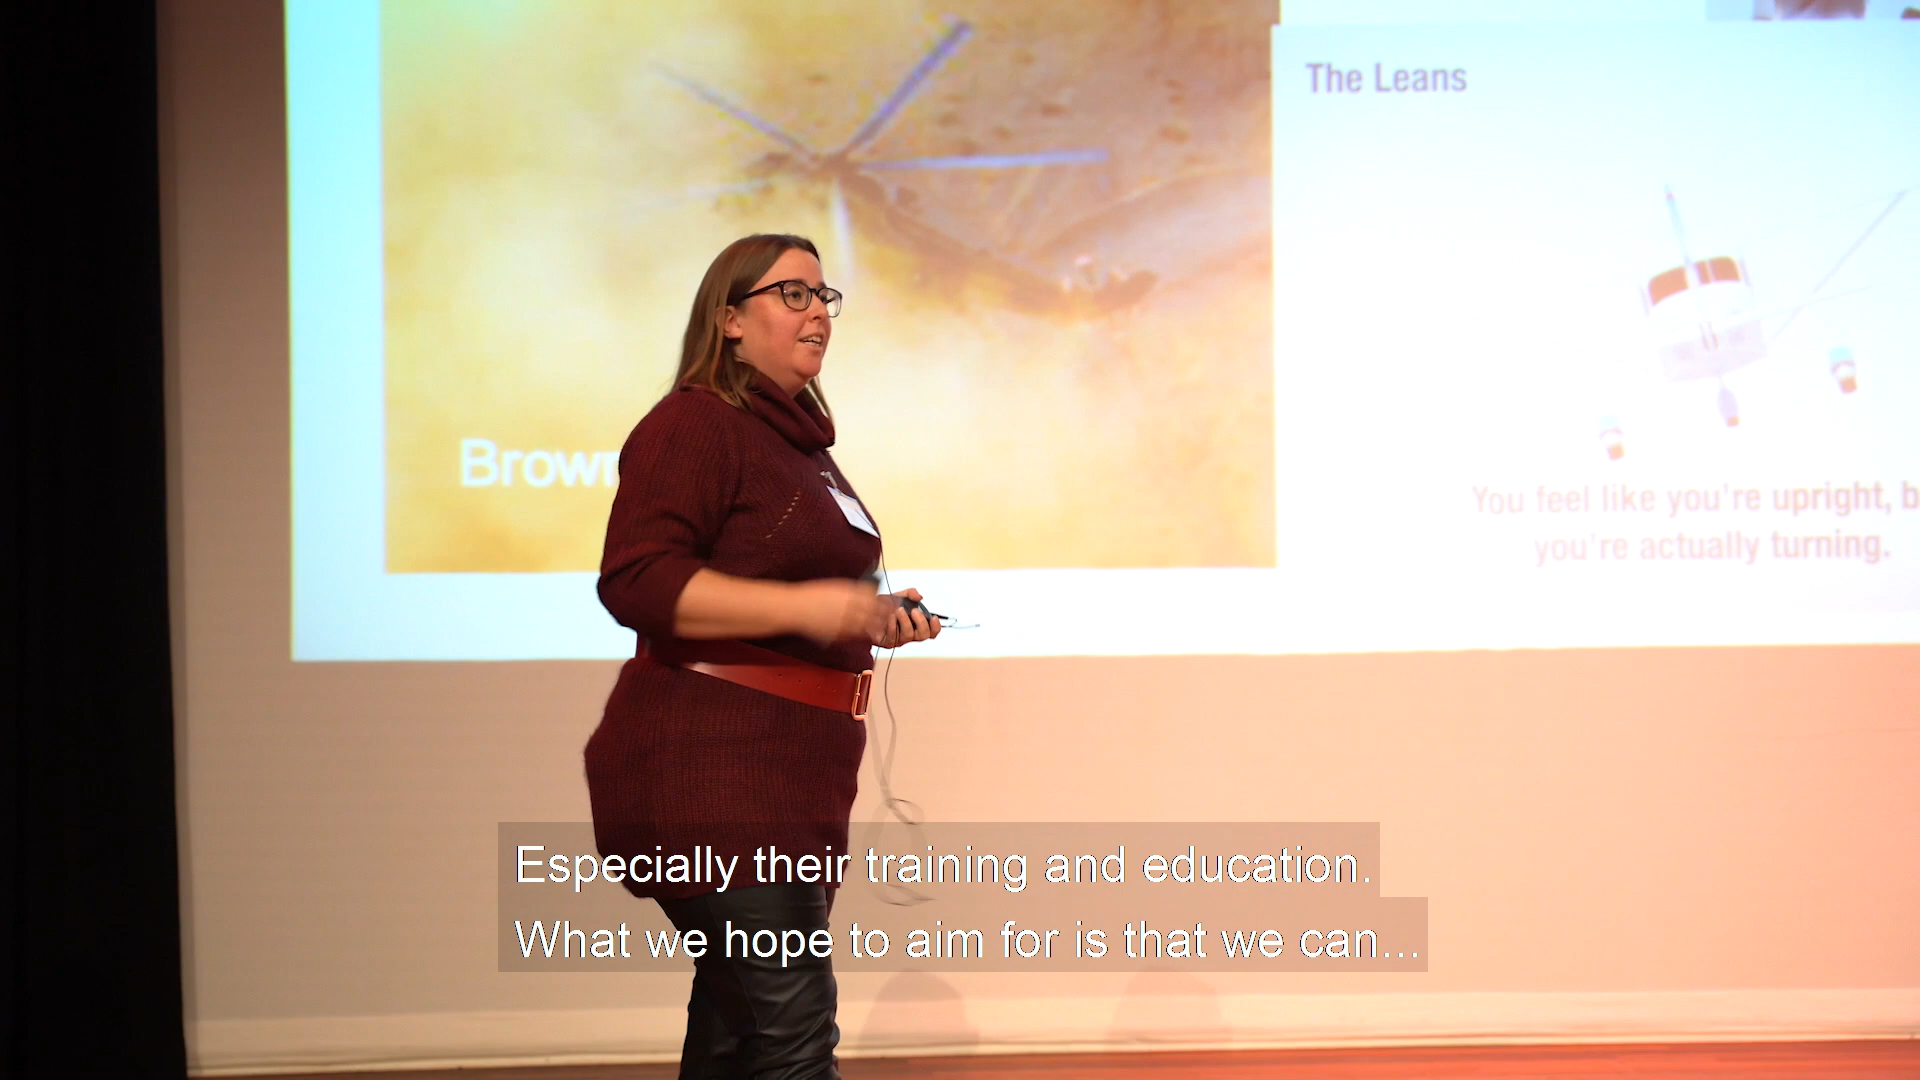 The Leans
Brown
You feel like you're upright, b
you're actually turning.
Especially their training and education.
What we hope to aim for is that we can...